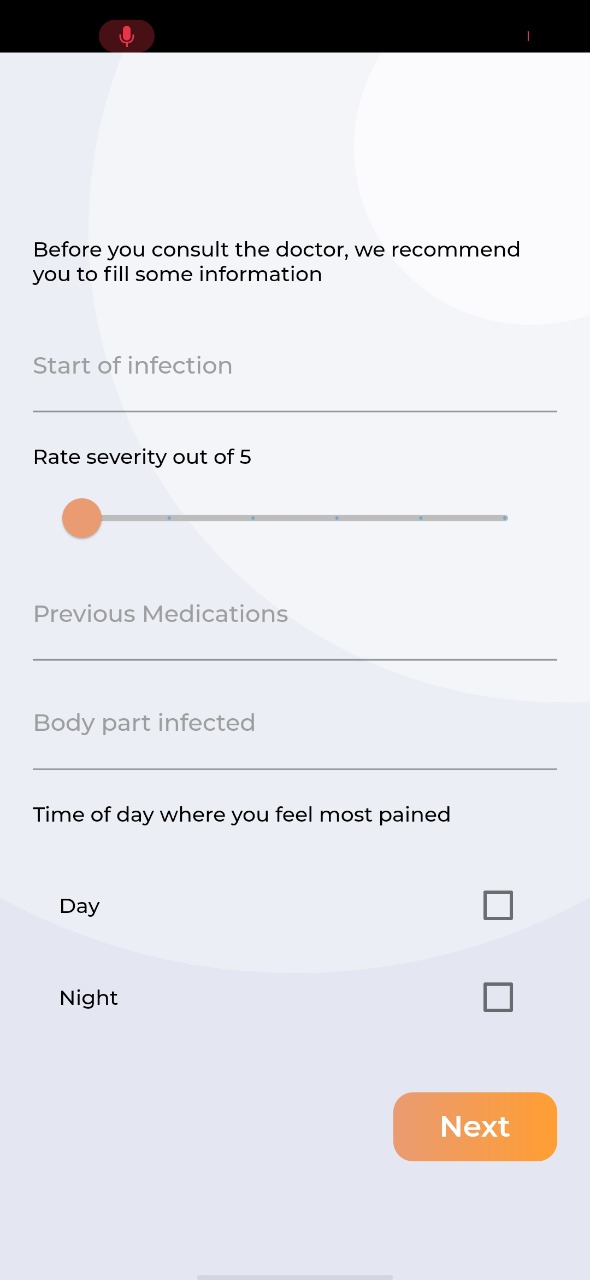 Before you consult the doctor, we recommend
you to fill some information
Start of infection
Rate severity out of 5
Previous Medications
Body part infected
Time of day where you feel most pained
Day
Night
Next